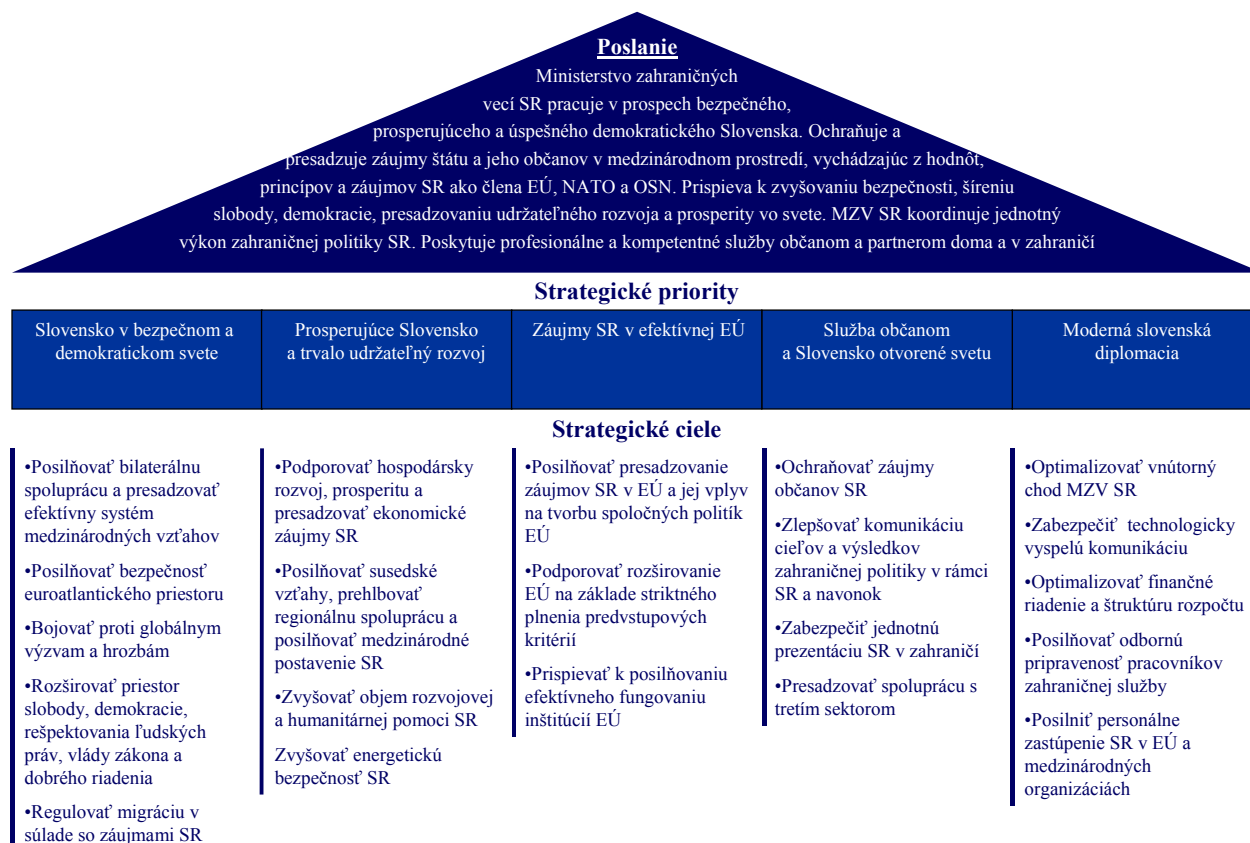 Poslanie
Ministerstvo zahraničných
vecí SR pracuje v prospech bezpečného,
prosperujúceho a úspešného demokratického Slovenska. Ochraňuje a
presadzuje záujmy štátu a jeho občanov v medzinárodnom prostredí, vychádzajúc z hodnôt,
princípov a záujmov SR ako člena EÚ, NATO a OSN. Prispieva k zvyšovaniu bezpečnosti, šíreniu
slobody, demokracie, presadzovaniu udržateľného rozvoja a prosperity vo svete. MZV SR koordinuje jednotný
výkon zahraničnej politiky SR. Poskytuje profesionálne a kompetentné služby občanom a partnerom doma a v zahraničí
Strategické priority
Slovensko v bezpečnom a
demokratickom svete
Prosperujúce Slovensko
a trvalo udržateľný rozvoj
Záujmy SR v efektívnej EÚ
Služba občanom
a Slovensko otvorené svetu
Moderná slovenská
diplomacia
Strategické ciele
•Posilňovať bilaterálnu
spoluprácu a presadzovať
efektívny systém
medzinárodných vzťahov
•Posilňovať bezpečnosť
euroatlantického priestoru
•Bojovať proti globálnym
výzvam a hrozbám
•Rozširovať priestor
slobody, demokracie,
rešpektovania ľudských
práv, vlády zákona a
dobrého riadenia
•Regulovať migráciu v
súlade so záujmami SR
•Podporovať hospodársky
rozvoj, prosperitu a
presadzovať ekonomické
záujmy SR
•Posilňovať susedské
vzťahy, prehlbovať
regionálnu spoluprácu a
posilňovať medzinárodné
postavenie SR
•Zvyšovať objem rozvojovej
a humanitárnej pomoci SR
Zvyšovať energetickú
bezpečnosť SR
•Posilňovať presadzovanie
záujmov SR v EÚ a jej vplyv
na tvorbu spoločných politík
EÚ
•Podporovať rozširovanie
EÚ na základe striktného
plnenia predvstupových
kritérií
•Prispievať k posilňovaniu
efektívneho fungovaniu
inštitúcií EÚ
•Ochraňovať záujmy
občanov SR
•Zlepšovať komunikáciu
cieľov a výsledkov
zahraničnej politiky v rámci
SR a navonok
•Zabezpečiť jednotnú
prezentáciu SR v zahraničí
•Presadzovať spoluprácu s
tretím sektorom
•Optimalizovať vnútorný
chod MZV SR
•Zabezpečiť technologicky
vyspelú komunikáciu
•Optimalizovať finančné
riadenie a štruktúru rozpočtu
•Posilňovať odbornú
pripravenosť pracovníkov
zahraničnej služby
•Posilniť personálne
zastúpenie SR v EÚ a
medzinárodných
organizáciách